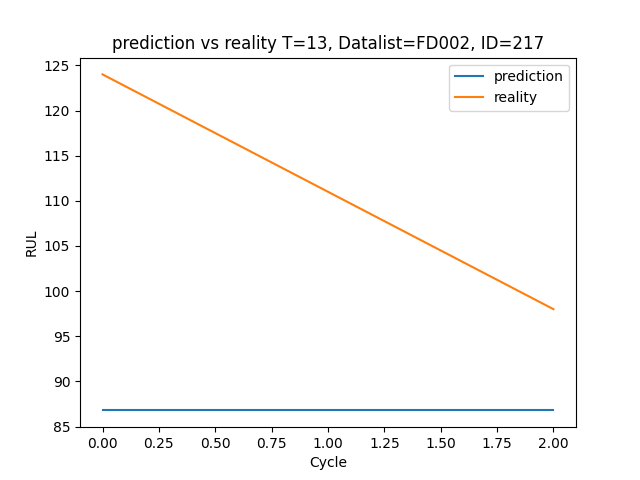 prediction vs reality T=13, Datalist=FD002, ID=217
prediction
reality
RUL
125
120
115
110
105
100
95
90
85
0.00 0.25 0.50 0.75 1.00 1.25 1.50 1.75 2.00
Cycle